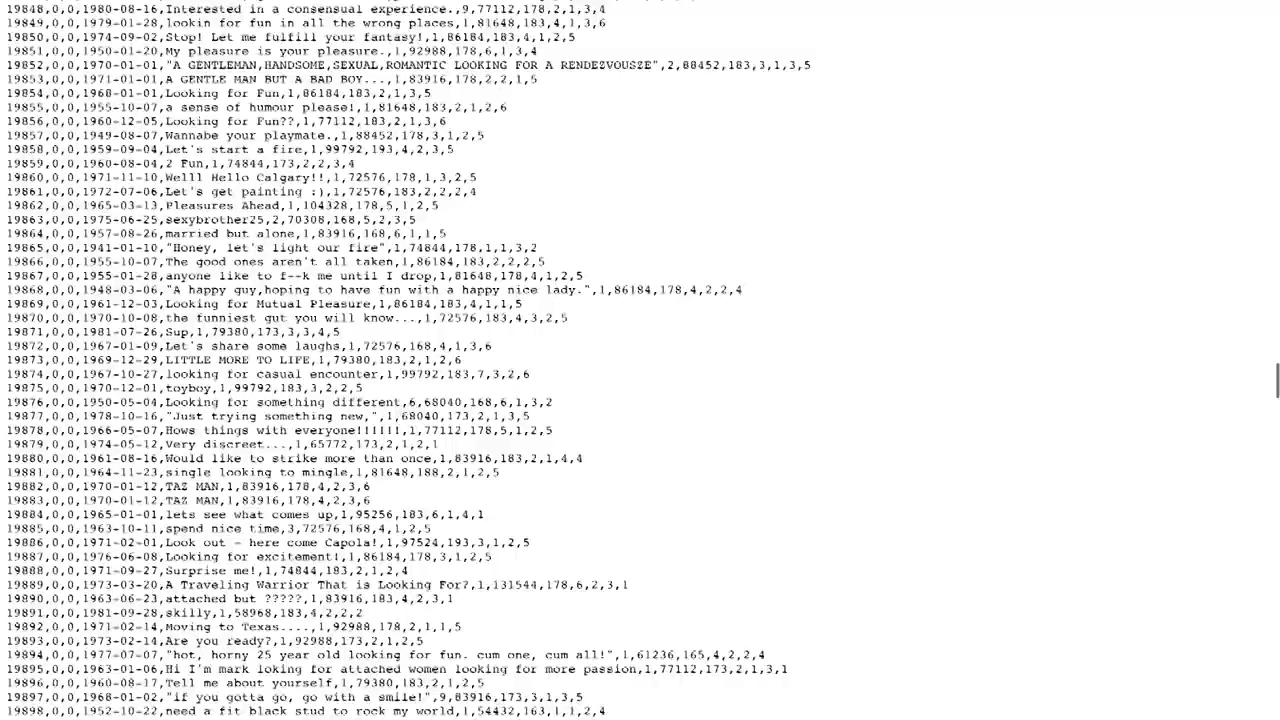 19848,0,0,1980-08-16,Interested in a consensual experience.,9,77112,178,2,1,3,4
19849,0,0,1979-01-28,lookin for fun in all the wrong places,1,81648,183,4,1,3,6
19850,0,0,1974-09-02,Stop! Let me fulfill your fantasy!,1,86184,183,4,1,2,5
19851,0,0,1950-01-20,My pleasure is your pleasure.,1,92988,178,6,1,3,4
19852,0,0,1970-01-01,"A GENTLEMAN,HANDSOME,SEXUAL,ROMANTIC LOOKING FOR A RENDEZVOUSZE",2,88452,183,3,1,3,5
19853,0,0,1971-01-01,A GENTLE MAN BUT A BAD BOY...,1,83916,178,2,2,1,5
19854,0,0,1968-01-01,Looking for Fun,1,86184,183,2,1,3,5
19855,0,0,1955-10-07,a sense of humour please!,1,81648,183,2,1,2,6
19856,0,0,1960-12-05,Looking for Fun??,1,77112,183,2,1,3,6
19857,0,0,1949-08-07,Wannabe your playmate.,1,88452,178,3,1,2,5
19858,0,0,1959-09-04,Let's start a fire,1,99792,193,4,2,3,5
19859,0,0,1960-08-04,2 Fun,1,74844,173,2,2,3,4
19860,0,0,1971-11-10,Welll Hello Calgary!!,1,72576,178,1,3,2,5
19861,0,0,1972-07-06,Let's get painting :),1,72576,183,2,2,2,4
19862,0,0,1965-03-13,Pleasures Ahead,1,104328,178,5,1,2,5
19863,0,0,1975-06-25,sexybrother25,2,70308,168,5,2,3,5
19864,0,0,1957-08-26,married but alone,1,83916,168,6,1,1,5
19865,0,0,1941-01-10,"Honey, let's light our fire",1,74844,178,1,1,3,2
19866,0,0,1955-10-07,The good ones aren't all taken,1,86184,183,2,2,2,5
19867,0,0,1955-01-28,anyone like to f--k me until I drop,1,81648,178,4,1,2,5
19868,0,0,1948-03-06,"A happy guy,hoping to have fun with a happy nice lady.",1,86184,178,4,2,2,4
19869,0,0,1961-12-03,Looking for Mutual Pleasure,1,86184,183,4,1,1,5
19870,0,0,1970-10-08,the funniest gut you will know...,1,72576,183,4,3,2,5
19871,0,0,1981-07-26,Sup,1,79380,173,3,3,4,5
19872,0,0,1967-01-09,Let's share some laughs,1,72576,168,4,1,3,6
19873,0,0,1969-12-29,LITTLE MORE TO LIFE,1,79380,183,2,1,2,6
19874,0,0,1967-10-27,looking for casual encounter,1,99792,183,7,3,2,6
19875,0,0,1970-12-01,toyboy,1,99792,183,3,2,2,5
19876,0,0,1950-05-04,Looking for something different,6,68040,168,6,1,3,2
19877,0,0,1978-10-16,"Just trying something new,",1,68040,173,2,1,3,5
19878,0,0,1966-05-07,Hows things with everyone!!!!!!,1,77112,178,5,1,2,5
19879,0,0,1974-05-12,Very discreet...,1,65772,173,2,1,2,1
19880,0,0,1961-08-16,Would like to strike more than once,1,83916,183,2,1,4,4
19881,0,0,1964-11-23,single looking to mingle,1,81648,188,2,1,2,5
19882,0,0,1970-01-12,TAZ MAN,1,83916,178,4,2,3,6
19883,0,0,1970-01-12,TAZ MAN,1,83916,178,4,2,3,6
19884,0,0,1965-01-01,lets see what comes up,1,95256,183,6,1,4,1
19885,0,0,1963-10-11,spend nice time,3,72576,168,4,1,2,5
19886,0,0,1971-02-01,Look out - here come Capola!,1,97524,193,3,1,2,5
19887,0,0,1976-06-08,Looking for excitement!,1,86184,178,3,1,2,5
19888,0,0,1971-09-27,Surprise me!,1,74844,183,2,1,2,4
19889,0,0,1973-03-20,A Traveling Warrior That is Looking For?,1,131544,178,6,2,3,1
19890,0,0,1963-06-23,attached but ?????,1,83916,183,4,2,3,1
19891,0,0,1981-09-28,skilly,1,58968,183,4,2,2,2
19892,0,0,1971-02-14,Moving to Texas....,1,92988,178,2,1,1,5
19893,0,0,1973-02-14,Are you ready?,1,92988,173,2,1,2,5
19894,0,0,1977-07-07,"hot, horny 25 year old looking for fun. cum one, cum all!",1,61236,165,4,2,2,4
19895,0,0,1963-01-06,Hi I'm mark loking for attached women looking for more passion,1,77112,173,2,1,3,1
19896,0,0,1960-08-17,Tell me about yourself,1,79380,183,2,1,2,5
19897,0,0,1968-01-02,"if you gotta go, go with a smile!",9,83916,173,3,1,3,5
19898,0,0,1952-10-22,need a fit black stud to rock my world,1,54432,163,1,1,2,4